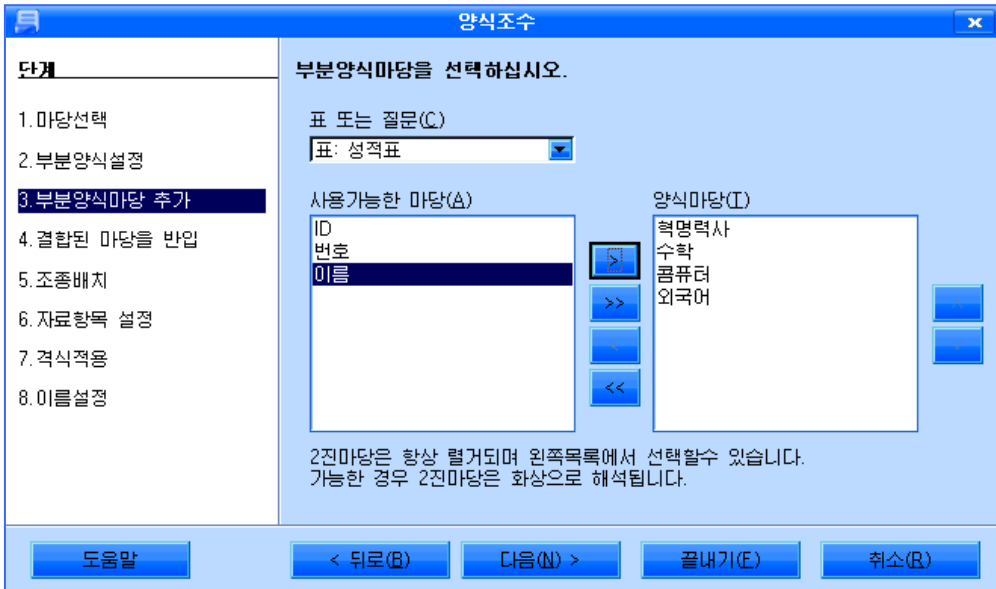 양식조수
단계
1.마당선택
2.부분양식설정
3.부분양식마당 추가
4.결합된 마당을 반입
5.조종배치
6.자료항목 설정
7.격식적용
8.이름설정
부분양식마당을 선택하십시오.
표 또는 질문(C)
표: 성적표
사용가능한 마당(A)
ID
번호
이름
>
>>
<
<<
양식마당(T)
혁명력사
수학
콤퓨터
외국어
2진마당은 항상 렬거되며 왼쪽목록에서 선택할수 있습니다.
가능한 경우 2진마당은 화상으로 해석됩니다.
도움말
< 뒤로(B)
다음(N) >
끝내기(F)
취소(R)